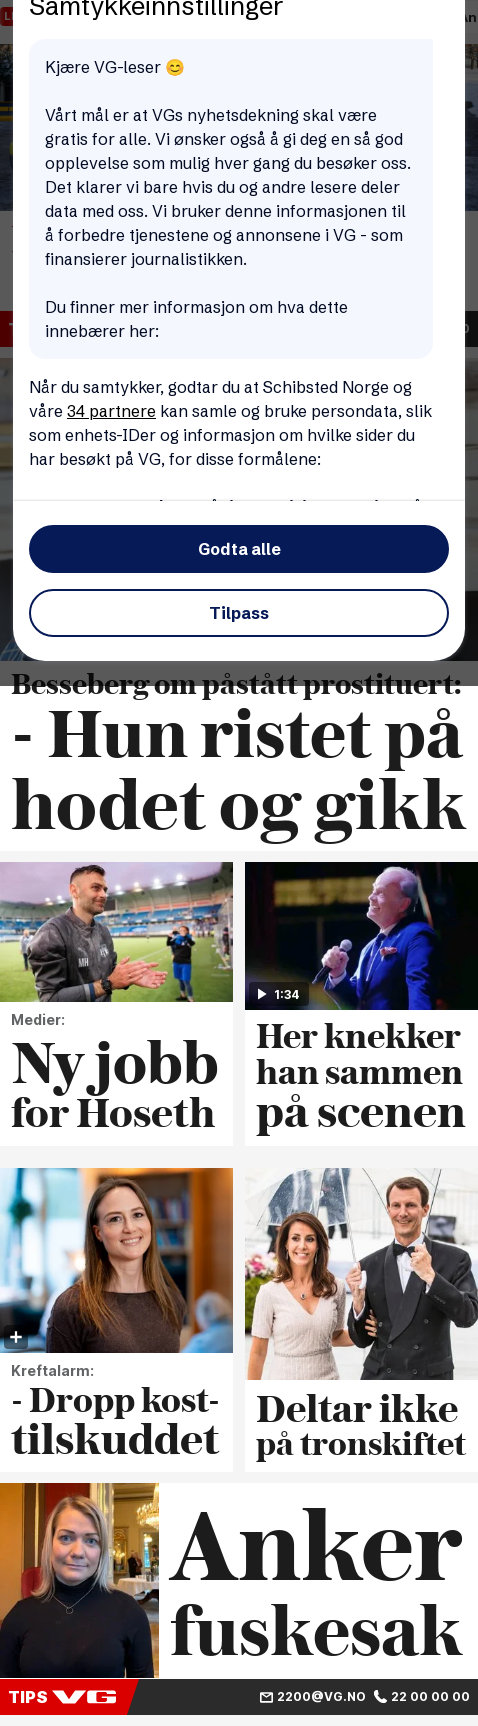 Samtykkeinnstillinger
Kjære VG-leser 😊
Vårt mål er at VGs nyhetsdekning skal være
gratis for alle. Vi ønsker også å gi deg en så god
opplevelse som mulig hver gang du besøker oss.
Det klarer vi bare hvis du og andre lesere deler
data med oss. Vi bruker denne informasjonen til
å forbedre tjenestene og annonsene i VG - som
finansierer journalistikken.
Du finner mer informasjon om hva dette
innebærer her:
Når du samtykker, godtar du at Schibsted Norge og
våre 34 partnere kan samle og bruke persondata, slik
som enhets-IDer og informasjon om hvilke sider du
har besøkt på VG, for disse formålene:
Godta alle
Tilpass
Besseberg om påstått prostituert:
- Hun ristet på
hodet og gikk
Medier:
Ny jobb
for Hoseth
1:34
Her knekker
han sammen
på scenen
Kreftalarm:
- Dropp kost-
tilskuddet
Deltar ikke
på tronskiftet
Anker
fuskesak
TIPS VG 2200@VG.NO 22 00 00 00